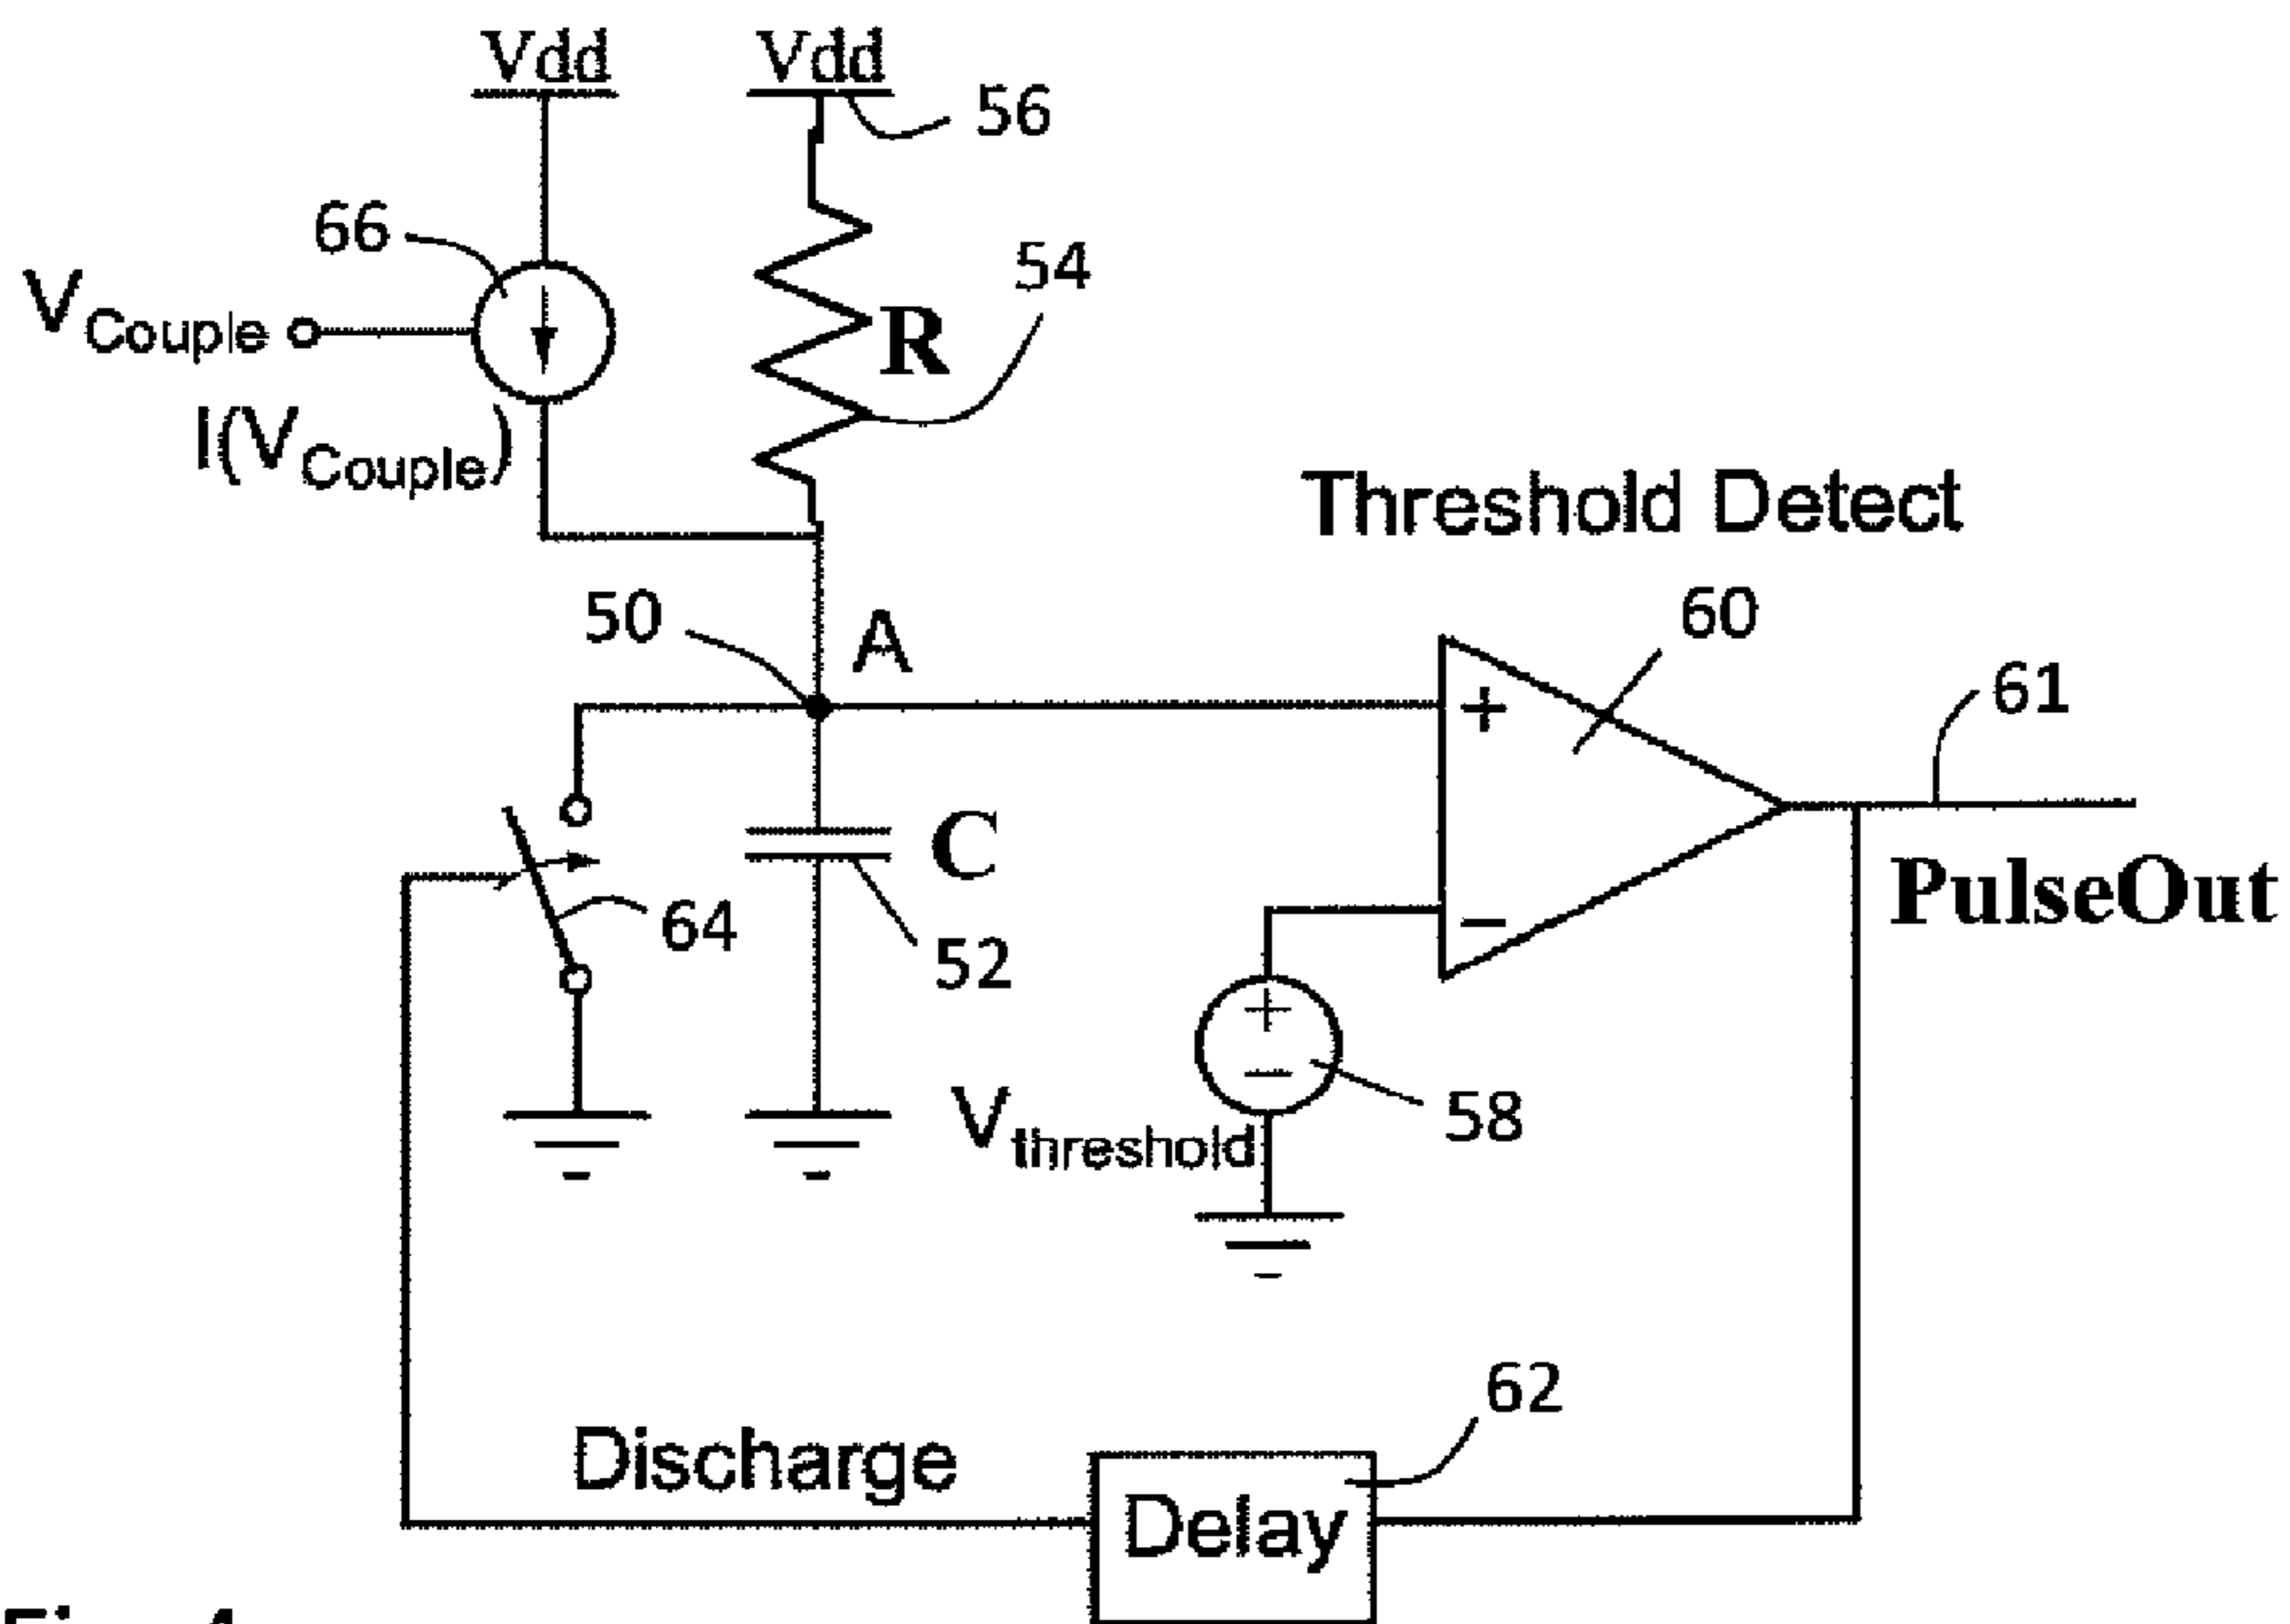 Vdd
Vdd
56
66
54
VCouple
R
I(VCouple)
Threshold Detect
50
A
60
61
+
C
PulseOut
64
−
52
+
−
58
Vthreshold
62
Discharge
Delay